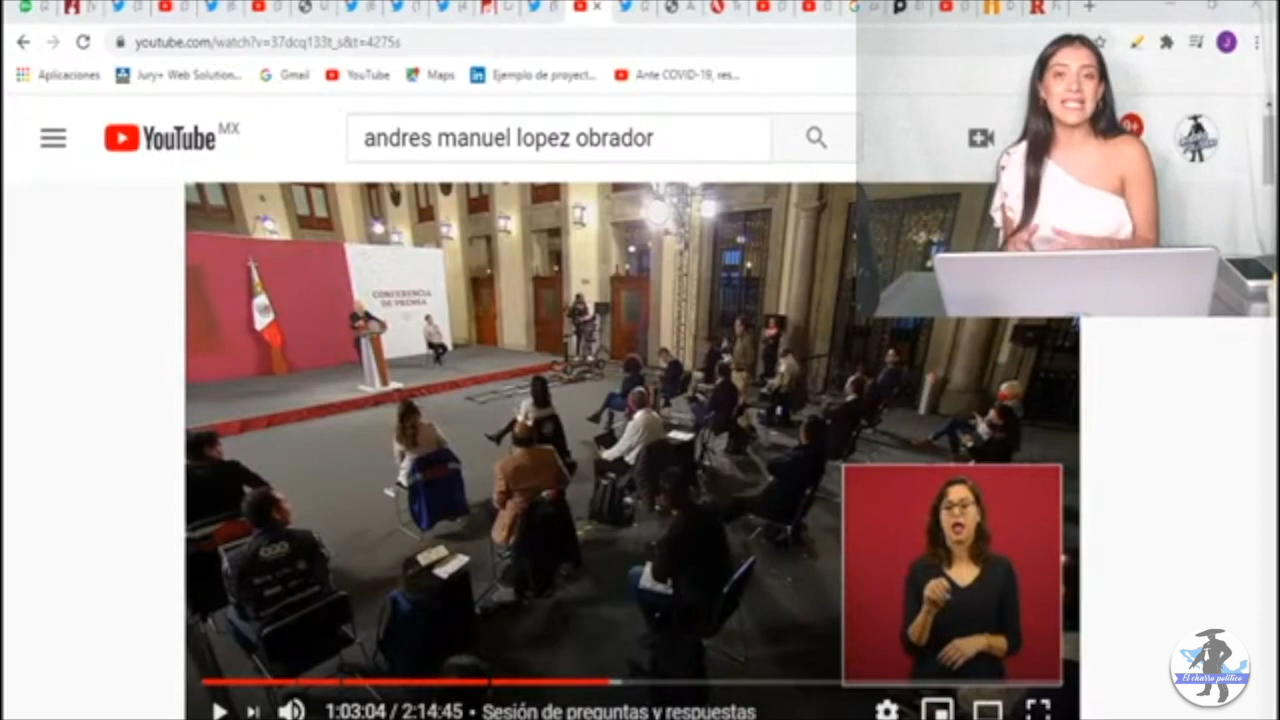 youtube.com/watch?v=37dcq133t_s&t=4275s
Aplicaciones
Jury+ Web Solution...
Gmail
YouTube
Maps
Ejemplo de proyect...
Ante COVID-19, res...
YouTube MX
andres manuel lopez obrador
9+
J
CONFERENCIA
DE PRENSA
El charro político
1:03:04 / 2:14:45 • Sesión de preguntas y respuestas